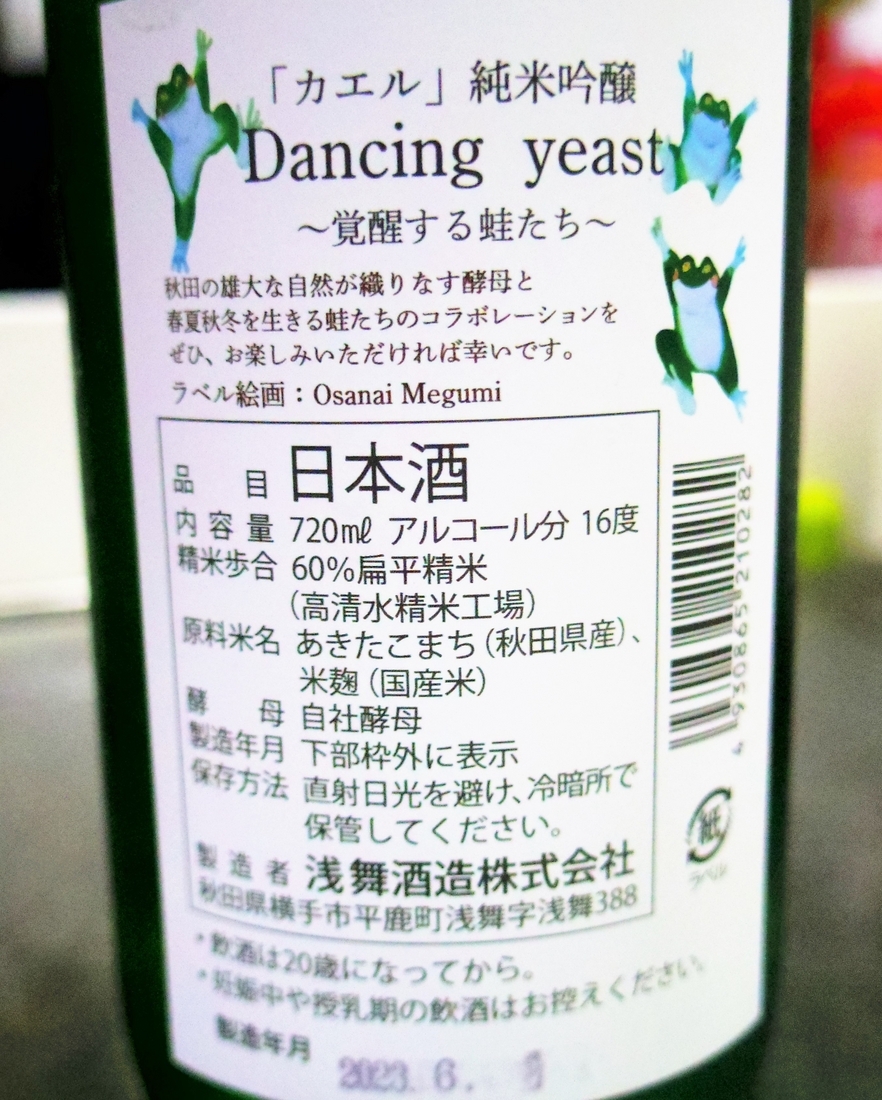 「カエル」純米吟醸
Dancing yeast
〜覚醒する蛙たち〜
秋田の雄大な自然が織りなす酵母と
春夏秋冬を生きる蛙たちのコラボレーションを
ぜひ、お楽しみいただければ幸いです。
ラベル絵画：Osanai Megumi
品目 日本酒
内容量 720㎖ アルコール分 16度
精米歩合 60%扁平精米
（高清水精米工場）
原料米名 あきたこまち（秋田県産）、
米麹（国産米）
酵母 自社酵母
製造年月 下部枠外に表示
保存方法 直射日光を避け、冷暗所で
保管してください。
製造者 浅舞酒造株式会社
秋田県横手市平鹿町浅舞字浅舞388
4 930865 210282
紙
ラベル
・飲酒は20歳になってから。
・妊娠中や授乳期の飲酒はお控えください。
製造年月
2023. 6.